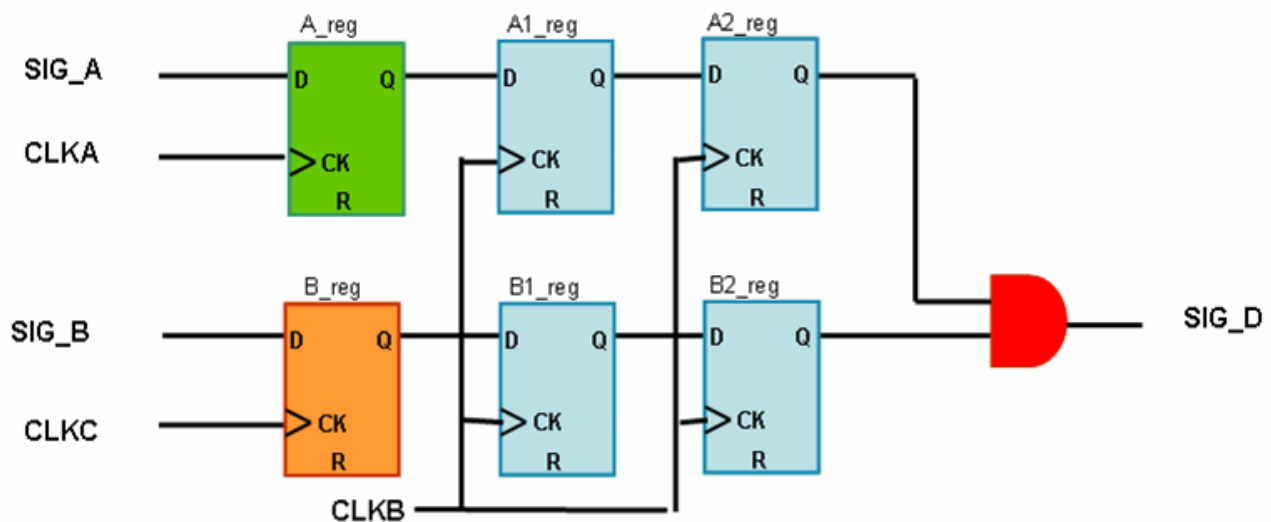 A_reg
A1_reg
A2_reg
SIG_A
D Q
D Q
D Q
CLKA
CK
CK
CK
R
R
R
B_reg
B1_reg
B2_reg
SIG_B
D Q
D Q
D Q
SIG_D
CLKC
CK
CK
CK
R
R
R
CLKB